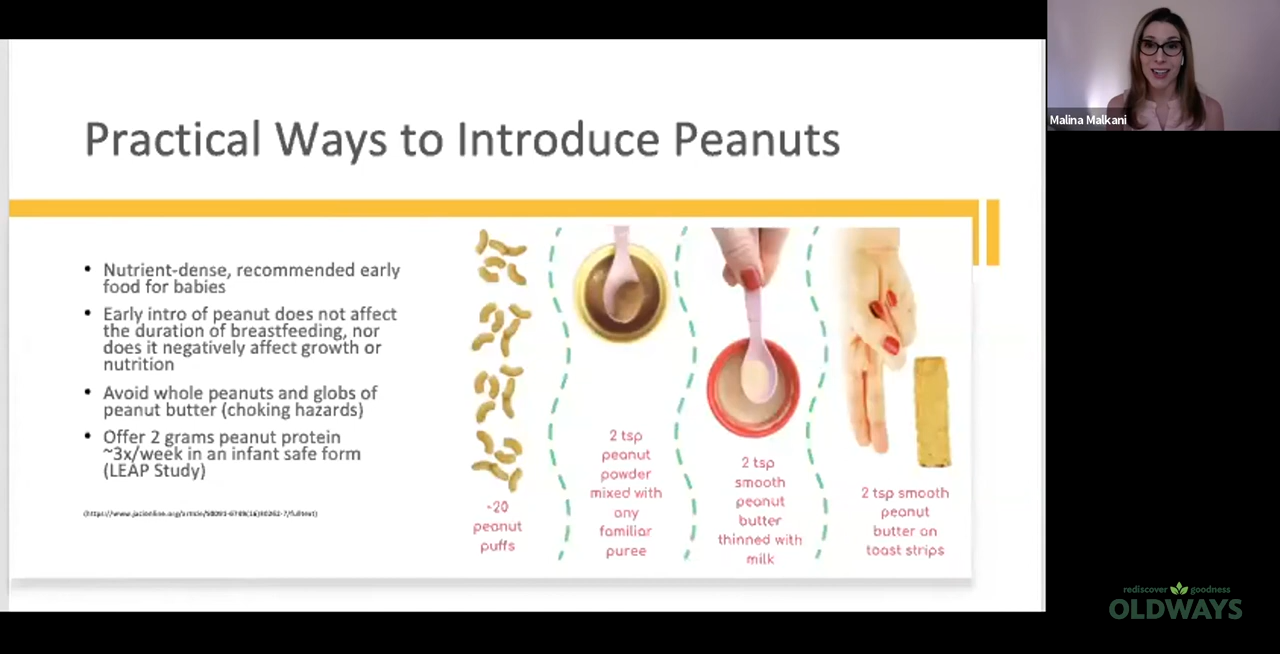 Malina Malkani
Practical Ways to Introduce Peanuts
• Nutrient-dense, recommended early
food for babies
• Early intro of peanut does not affect
the duration of breastfeeding, nor
does it negatively affect growth or
nutrition
• Avoid whole peanuts and globs of
peanut butter (choking hazards)
• Offer 2 grams peanut protein
~3x/week in an infant safe form
(LEAP Study)
~20
peanut
puffs
2 tsp
peanut
powder
mixed with
any
familiar
puree
2 tsp
smooth
peanut
butter
thinned with
milk
2 tsp smooth
peanut
butter on
toast strips
rediscover goodness
OLDWAYS